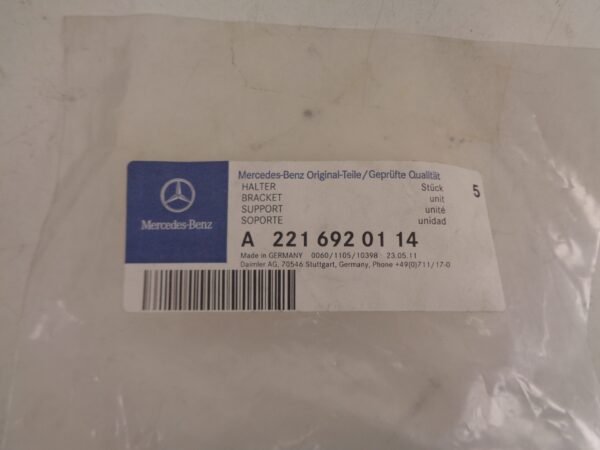 Mercedes-Benz
Mercedes-Benz Original-Teile/Geprüfte Qualität
HALTER Stück 5
BRACKET unit
SUPPORT unité
SOPORTE unidad
A 221 692 01 14
Made in GERMANY 0060/1105/10398 23.05.11
Daimler AG, 70546 Stuttgart, Germany, Phone +49(0)711/17-0